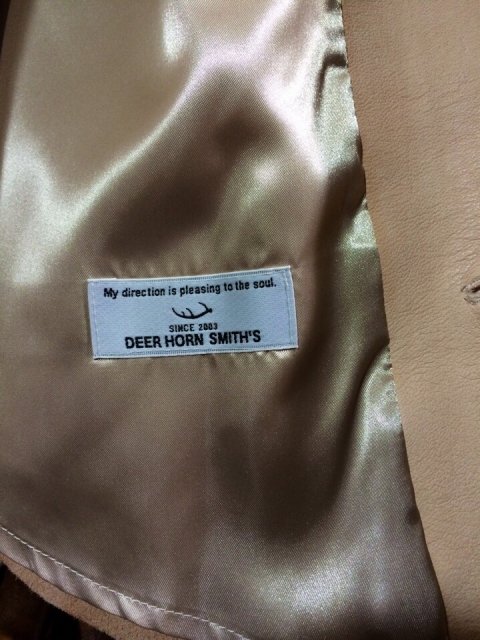 My direction is pleasing to the soul.
SINCE 2003
DEER HORN SMITH'S